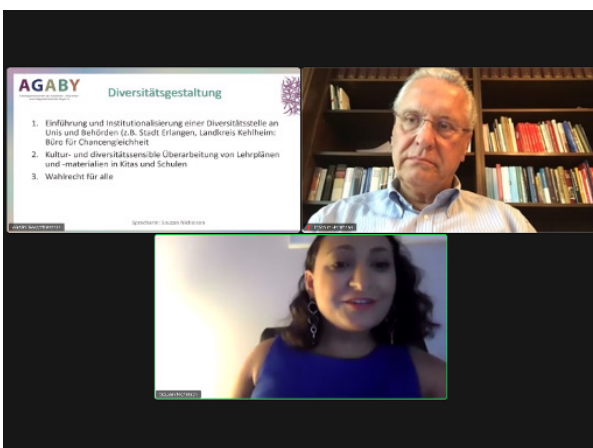 AGABY
Diversitätsgestaltung
1. Einführung und Institutionalisierung einer Diversitätsstelle an
Unis und Behörden (z.B. Stadt Erlangen, Landkreis Kehlheim:
Büro für Chancengleichheit
2. Kultur- und diversitätssensible Überarbeitung von Lehrplänen
und -materialien in Kitas und Schulen
3. Wahlrecht für alle